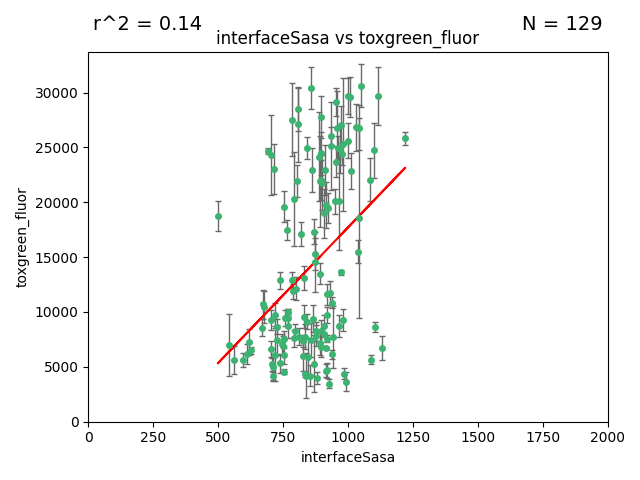 r^2 = 0.14
N = 129
interfaceSasa vs toxgreen_fluor
30000
25000
20000
15000
10000
5000
0
toxgreen_fluor
0 250 500 750 1000 1250 1500 1750 2000
interfaceSasa